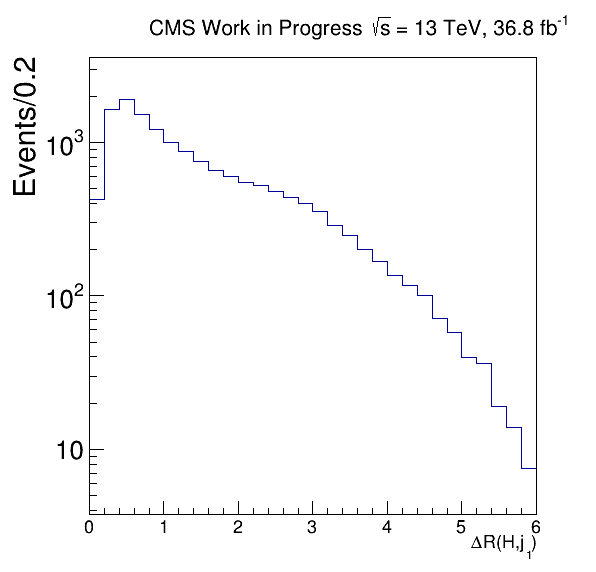 CMS Work in Progress √s = 13 TeV, 36.8 fb⁻¹
Events/0.2
10³
10²
10
0 1 2 3 4 5 6
ΔR(H,j₁)